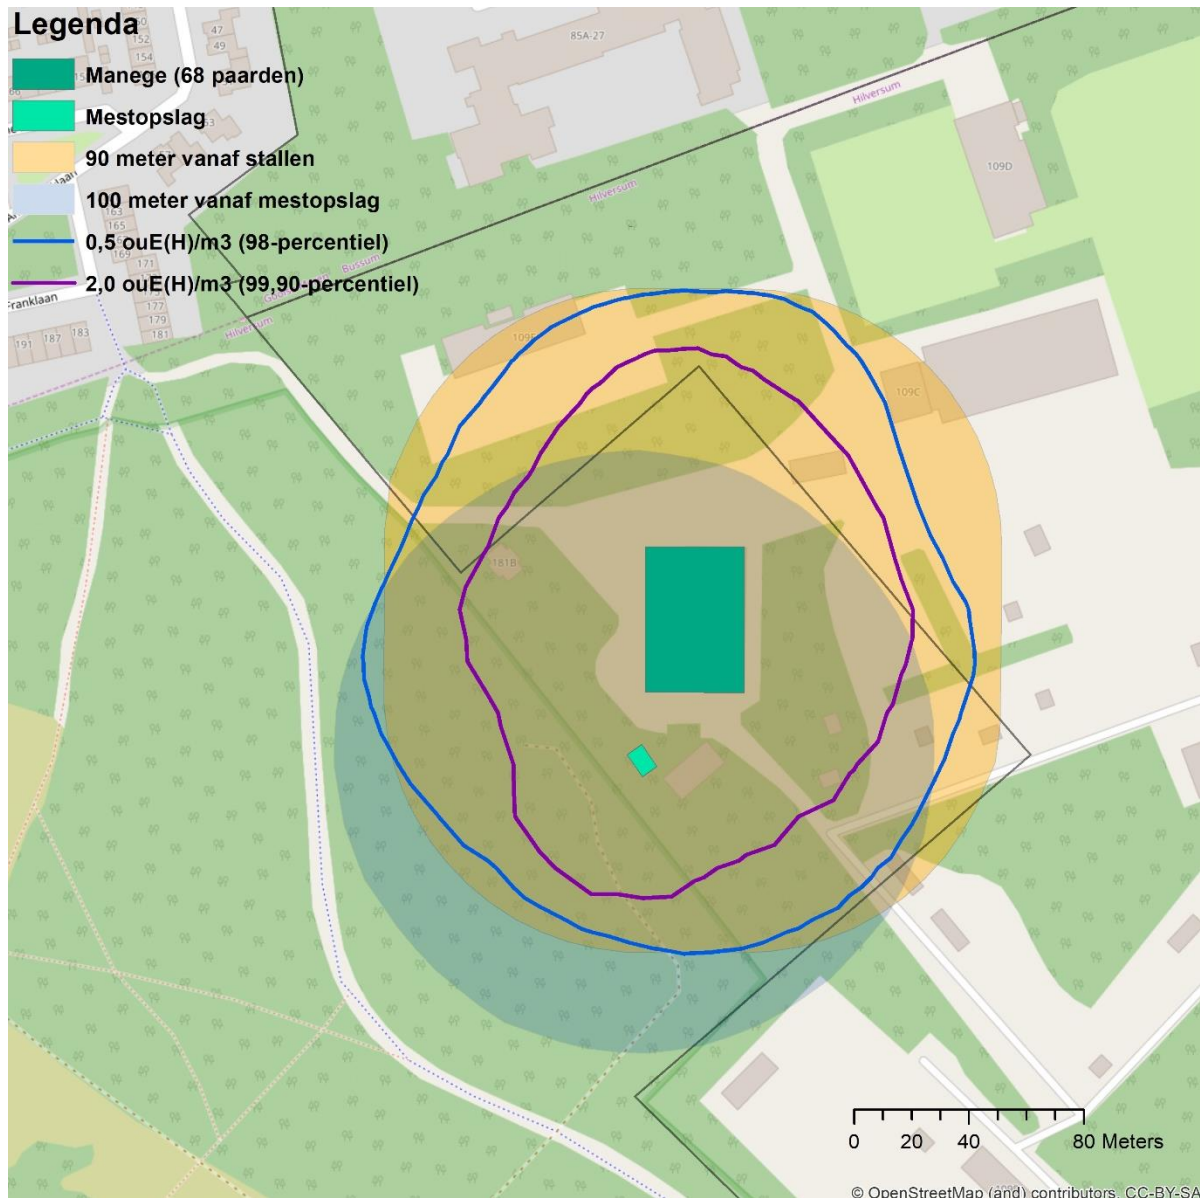 Legenda
Manege (68 paarden)
Mestopslag
90 meter vanaf stallen
100 meter vanaf mestopslag
0,5 ouE(H)/m3 (98-percentiel)
2,0 ouE(H)/m3 (99,90-percentiel)
152
154
47
49
85A-27
Hilversum
109D
163
165
169
171
177
179
181
Franklaan
191
187
183
Hilversum
Bussum
Hilversum
109C
181B
0 20 40 80 Meters
© OpenStreetMap (and) contributors, CC-BY-SA